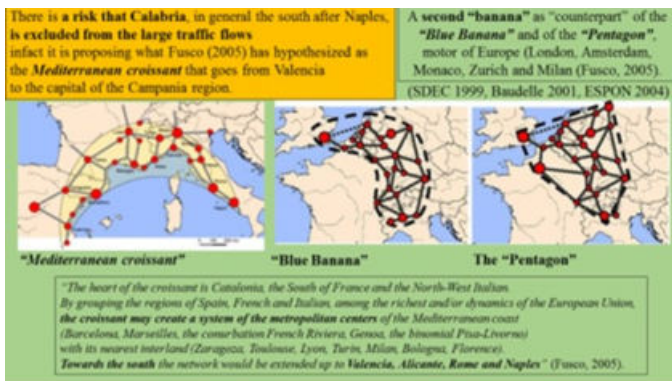 There is a risk that Calabria, in general the south after Naples,
is excluded from the large traffic flows
infact it is proposing what Fusco (2005) has hypothesized as
the Mediterranean croissant that goes from Valencia
to the capital of the Campania region.
A second "banana" as "counterpart" of the
"Blue Banana" and of the "Pentagon",
motor of Europe (London, Amsterdam,
Monaco, Zurich and Milan (Fusco, 2005).
(SDEC 1999, Baudelle 2001, ESPON 2004)
"Mediterranean croissant"
"Blue Banana"
The "Pentagon"
"The heart of the croissant is Catalonia, the South of France and the North-West Italian.
By grouping the regions of Spain, French and Italian, among the richest and/or dynamics of the European Union,
the croissant may create a system of the metropolitan centers of the Mediterranean coast
(Barcelona, Marseilles, the conurbation French Riviera, Genoa, the binomial Pisa-Livorno)
with its nearest interland (Zaragoza, Toulouse, Lyon, Turin, Milan, Bologna, Florence).
Towards the south the network would be extended up to Valencia, Alicante, Rome and Naples" (Fusco, 2005).